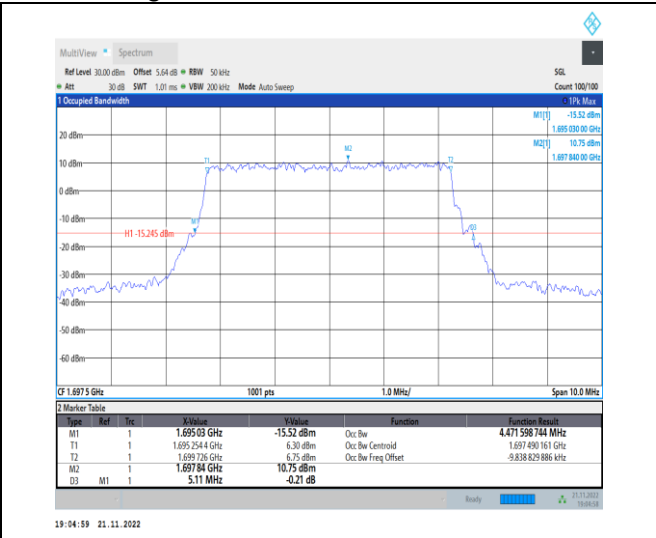 MultiView Spectrum
Ref Level 30.00 dBm Offset 5.64 dB RBW 50 kHz SGL
Att 30 dB SWT 1.01 ms VBW 200 kHz Mode Auto Sweep Count 100/100
1 Occupied Bandwidth 1Pk Max
M1[1] -15.52 dBm
1.695 030 00 GHz
M2[1] 10.75 dBm
1.697 840 00 GHz
20 dBm
M2
10 dBm
T1
T2
0 dBm
-10 dBm
M1
D3
H1 -15.245 dBm
-20 dBm
-30 dBm
-40 dBm
-50 dBm
-60 dBm
CF 1.697 5 GHz 1001 pts 1.0 MHz/ Span 10.0 MHz
2 Marker Table
Type Ref Trc X-Value Y-Value Function Function Result
M1 1 1.695 03 GHz -15.52 dBm Occ Bw 4.471 598 744 MHz
T1 1 1.695 254 4 GHz 6.30 dBm Occ Bw Centroid 1.697 490 161 GHz
T2 1 1.699 726 GHz 6.75 dBm Occ Bw Freq Offset -9.838 829 886 kHz
M2 1 1.697 84 GHz 10.75 dBm
D3 M1 1 5.11 MHz -0.21 dB
Ready 21.11.2022
19:04:58
19:04:59 21.11.2022